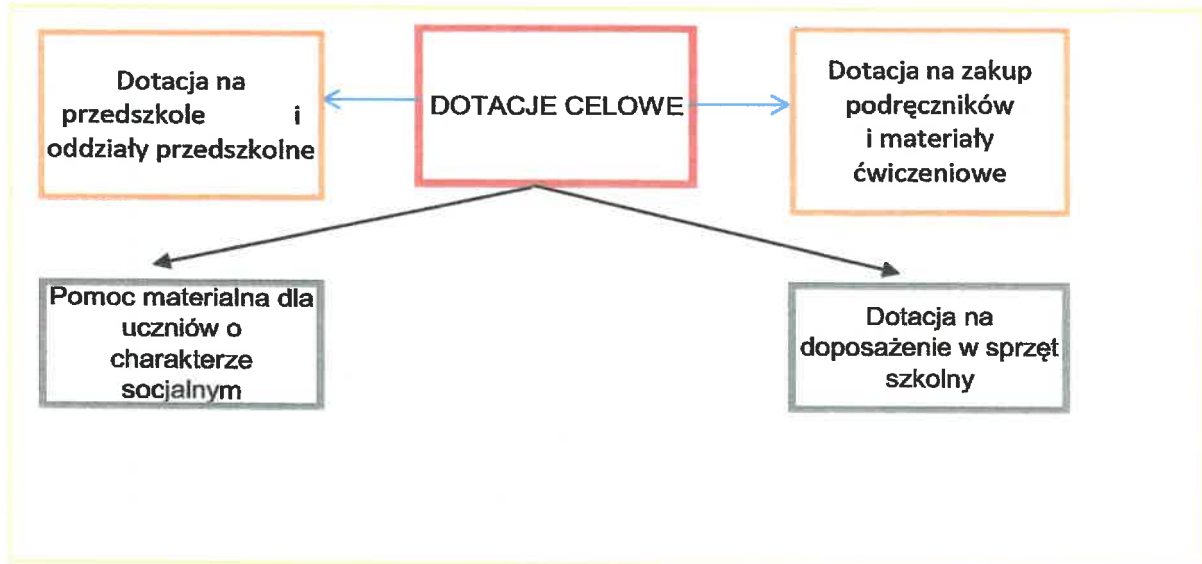 Dotacja na
przedszkole i
oddziały przedszkolne
DOTACJE CELOWE
Dotacja na zakup
podręczników
i materiały
ćwiczeniowe
Pomoc materialna dla
uczniów o
charakterze
socjalnym
Dotacja na
doposażenie w sprzęt
szkolny